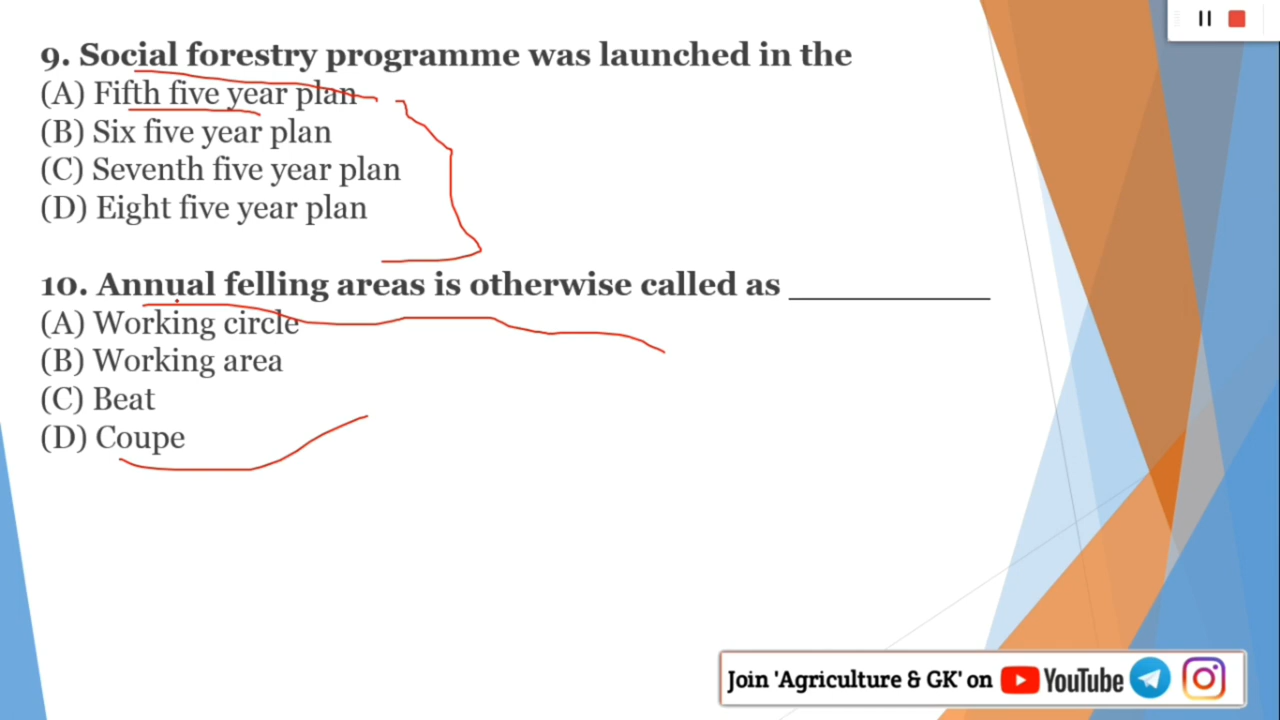 9. Social forestry programme was launched in the
(A) Fifth five year plan
(B) Six five year plan
(C) Seventh five year plan
(D) Eight five year plan
10. Annual felling areas is otherwise called as ____________
(A) Working circle
(B) Working area
(C) Beat
(D) Coupe
Join 'Agriculture & GK' on YouTube